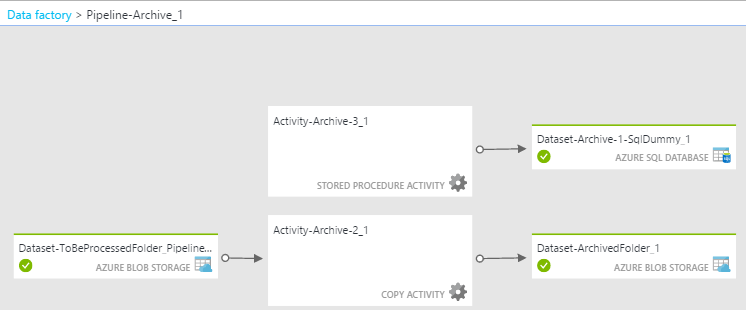 Data factory > Pipeline-Archive_1
Activity-Archive-3_1
STORED PROCEDURE ACTIVITY
Dataset-Archive-1-SqlDummy_1
AZURE SQL DATABASE
Dataset-ToBeProcessedFolder_Pipeline...
AZURE BLOB STORAGE
Activity-Archive-2_1
COPY ACTIVITY
Dataset-ArchivedFolder_1
AZURE BLOB STORAGE